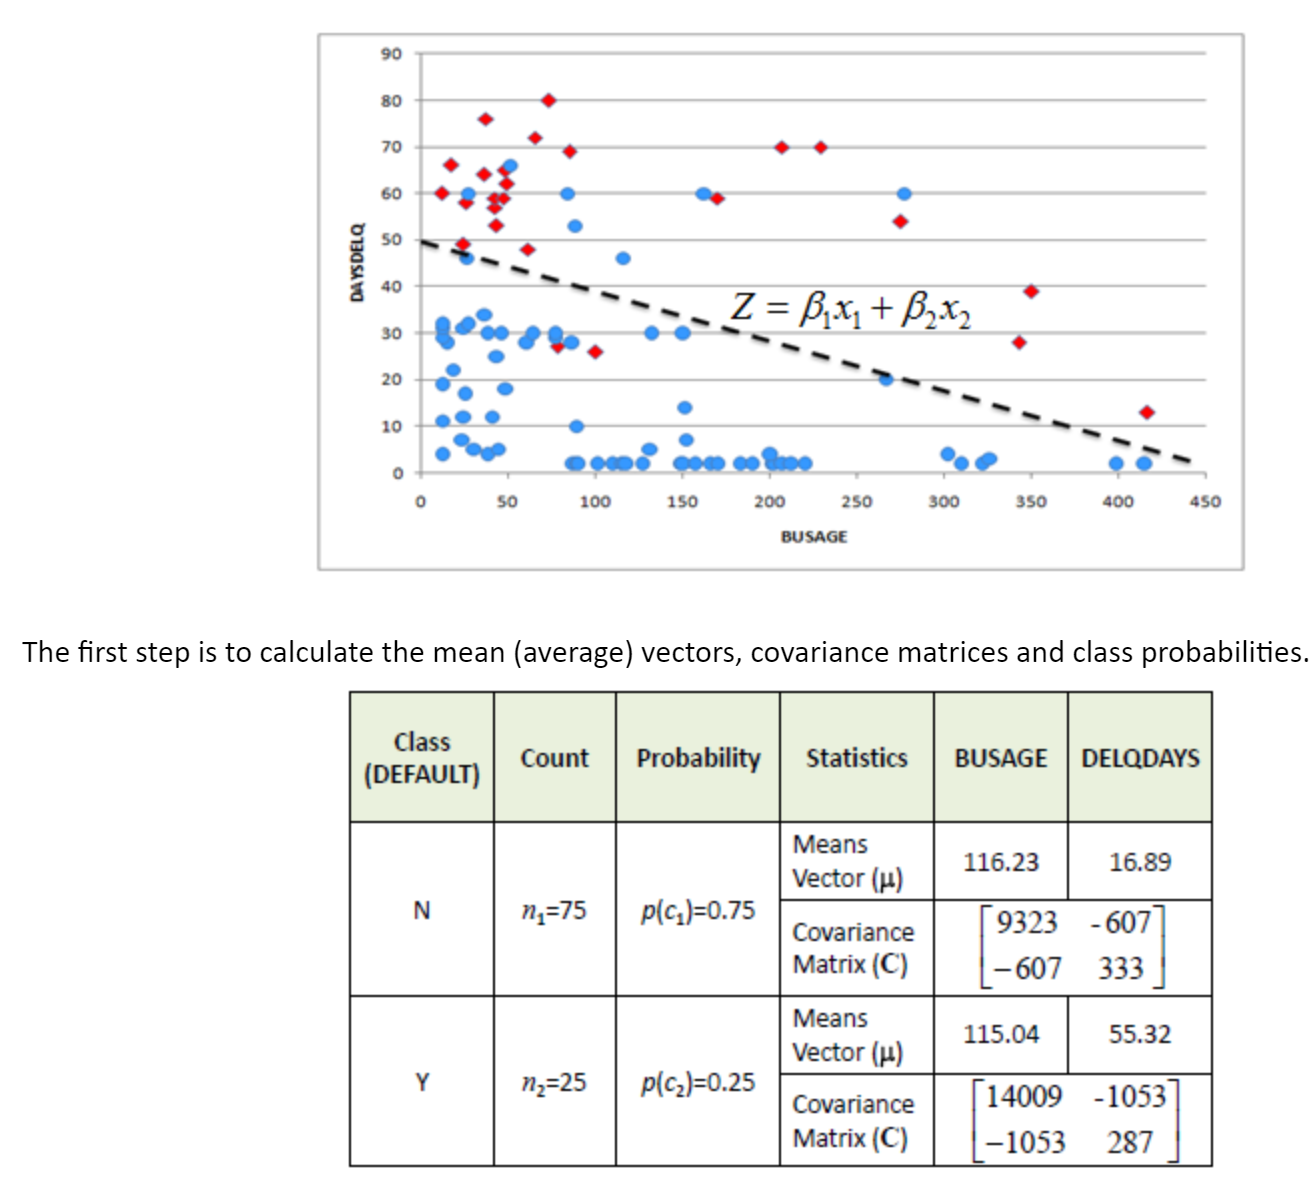 90
80
70
60
50
40
30
20
10
0
DAYSDELQ
Z = β₁x₁ + β₂x₂
0 50 100 150 200 250 300 350 400 450
BUSAGE
The first step is to calculate the mean (average) vectors, covariance matrices and class probabilities.
Class (DEFAULT) Count Probability Statistics BUSAGE DELQDAYS
N n₁=75 p(c₁)=0.75
Means Vector (μ) 116.23 16.89
Covariance Matrix (C)
9323 -607
−607 333
Y n₂=25 p(c₂)=0.25
Means Vector (μ) 115.04 55.32
Covariance Matrix (C)
14009 -1053
−1053 287